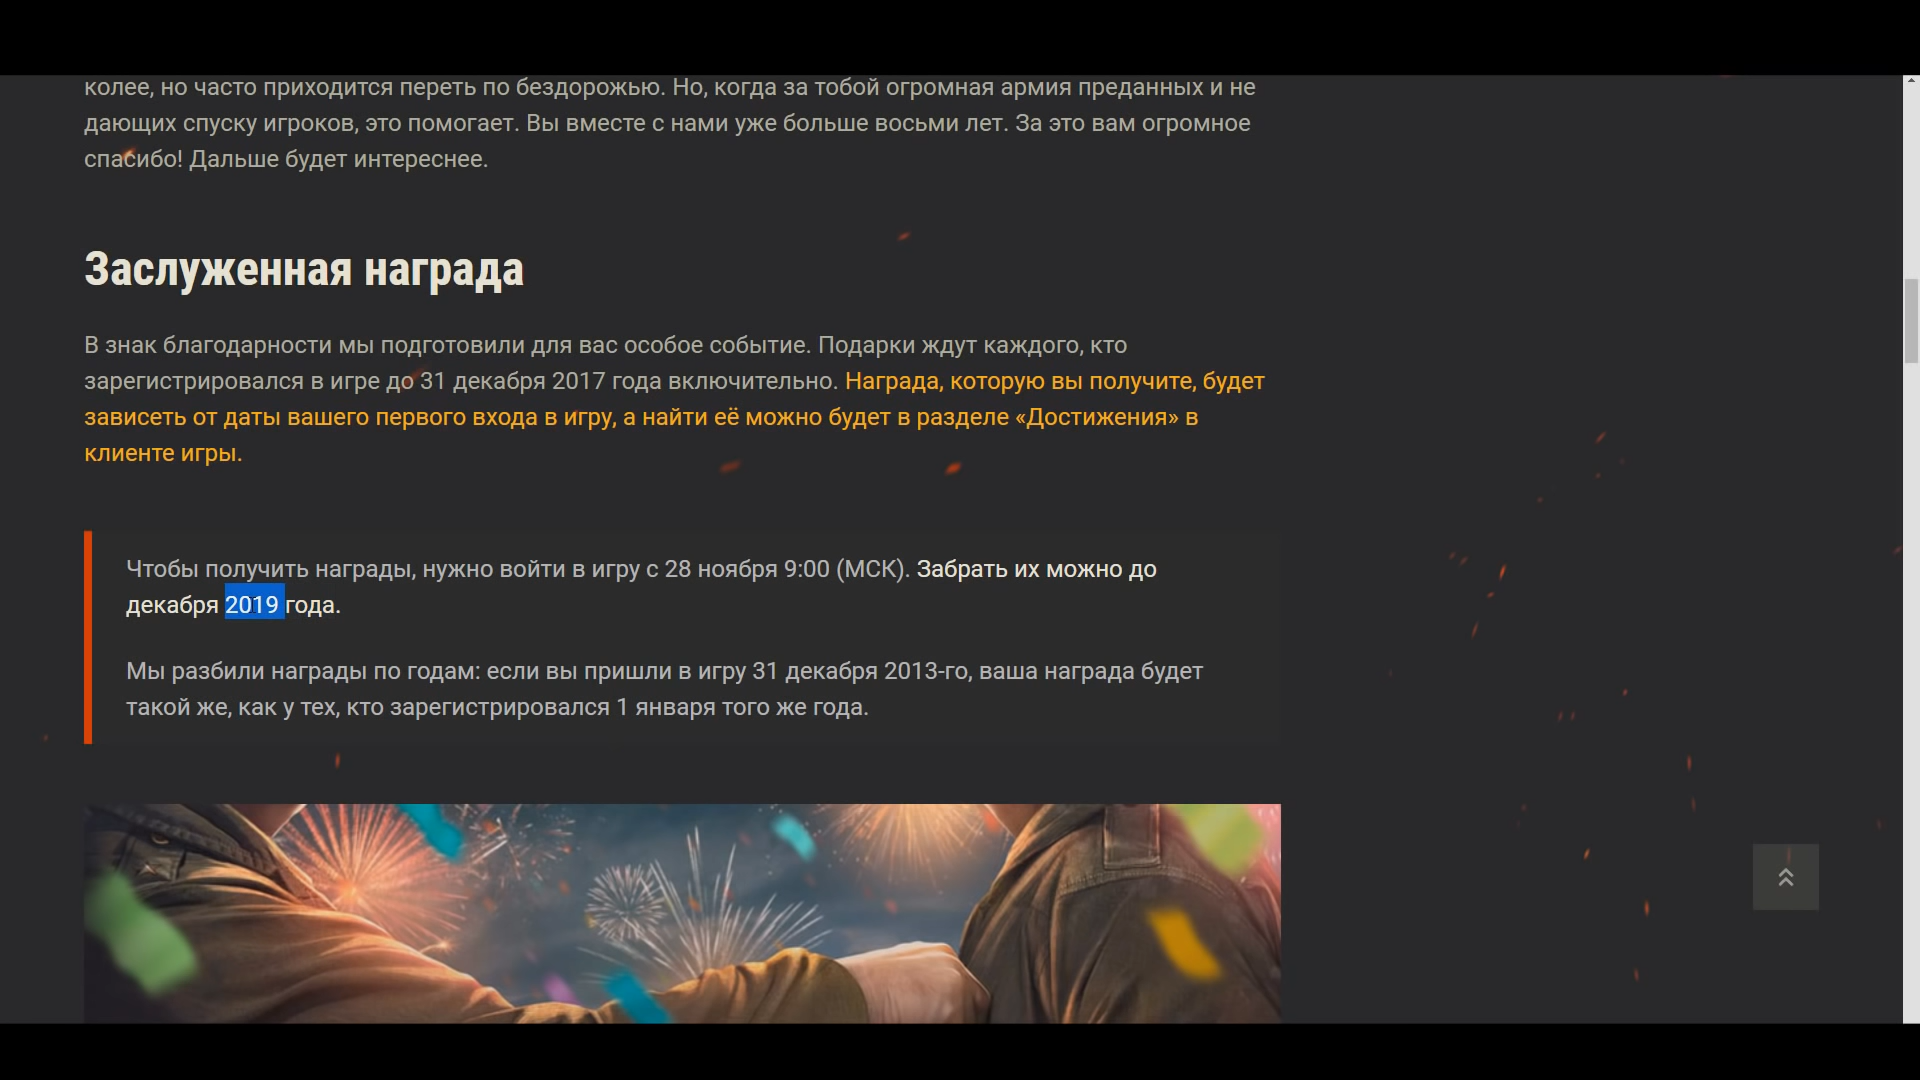 колее, но часто приходится переть по бездорожью. Но, когда за тобой огромная армия преданных и не
дающих спуску игроков, это помогает. Вы вместе с нами уже больше восьми лет. За это вам огромное
спасибо! Дальше будет интереснее.
Заслуженная награда
В знак благодарности мы подготовили для вас особое событие. Подарки ждут каждого, кто
зарегистрировался в игре до 31 декабря 2017 года включительно. Награда, которую вы получите, будет
зависеть от даты вашего первого входа в игру, а найти её можно будет в разделе «Достижения» в
клиенте игры.
Чтобы получить награды, нужно войти в игру с 28 ноября 9:00 (МСК). Забрать их можно до
декабря 2019 года.
Мы разбили награды по годам: если вы пришли в игру 31 декабря 2013-го, ваша награда будет
такой же, как у тех, кто зарегистрировался 1 января того же года.